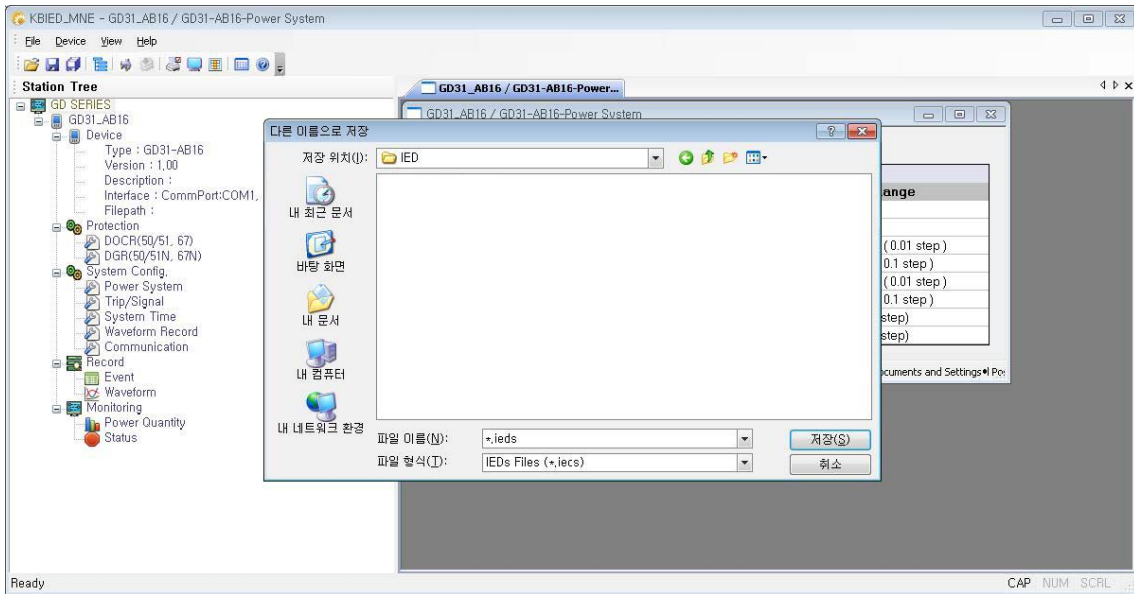 KBIED_MNE - GD31_AB16 / GD31-AB16-Power System
File Device View Help
Station Tree
GD31_AB16 / GD31-AB16-Power...
GD SERIES
GD31_AB16
Device
Type : GD31-AB16
Version : 1,00
Description :
Interface : CommPort:COM1,
Filepath :
Protection
DOCR(50/51, 67)
DGR(50/51N, 67N)
System Config,
Power System
Trip/Signal
System Time
Waveform Record
Communication
Record
Event
Waveform
Monitoring
Power Quantity
Status
GD31_AB16 / GD31-AB16-Power System
다른 이름으로 저장
저장 위치(I):
IED
내 최근 문서
바탕 화면
내 문서
내 컴퓨터
내 네트워크 환경
파일 이름(N):
*,ieds
저장(S)
파일 형식(T):
IEDs Files (*,iecs)
취소
ange
( 0.01 step )
0.1 step )
( 0.01 step )
0.1 step )
step)
step)
ocuments and Settings
Ready
CAP NUM SCRL